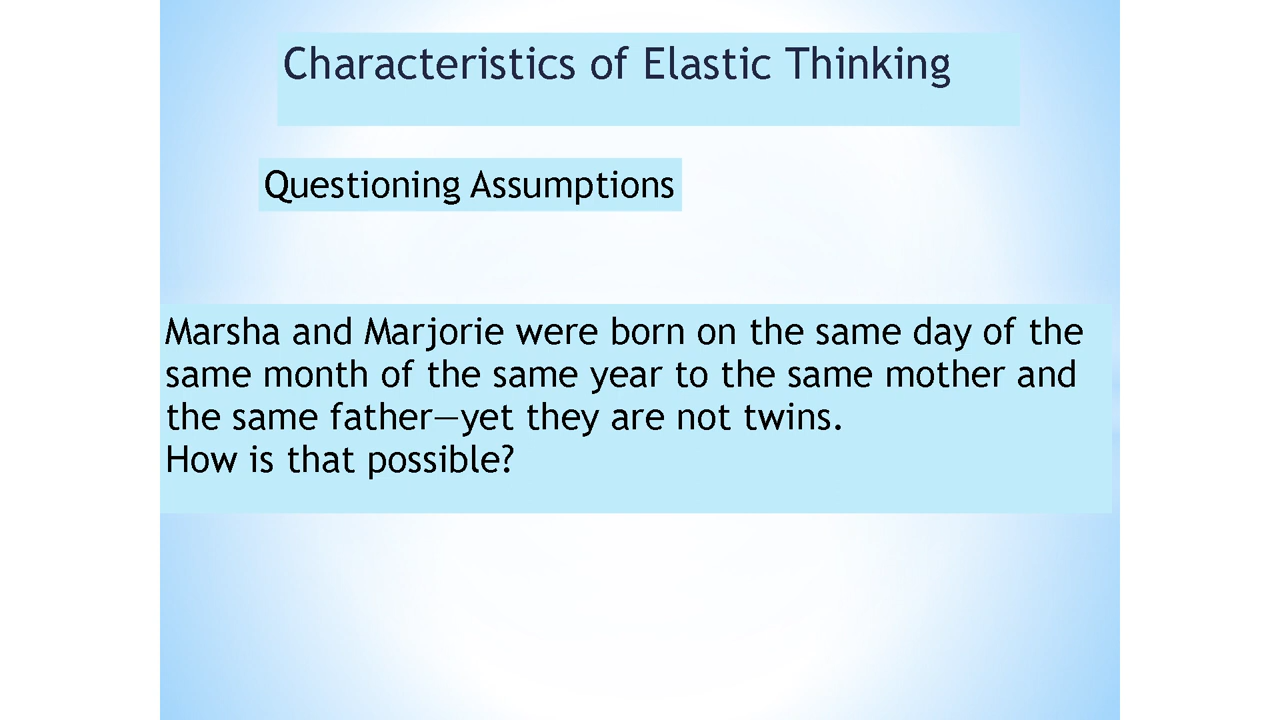 Characteristics of Elastic Thinking
Questioning Assumptions
Marsha and Marjorie were born on the same day of the
same month of the same year to the same mother and
the same father—yet they are not twins.
How is that possible?